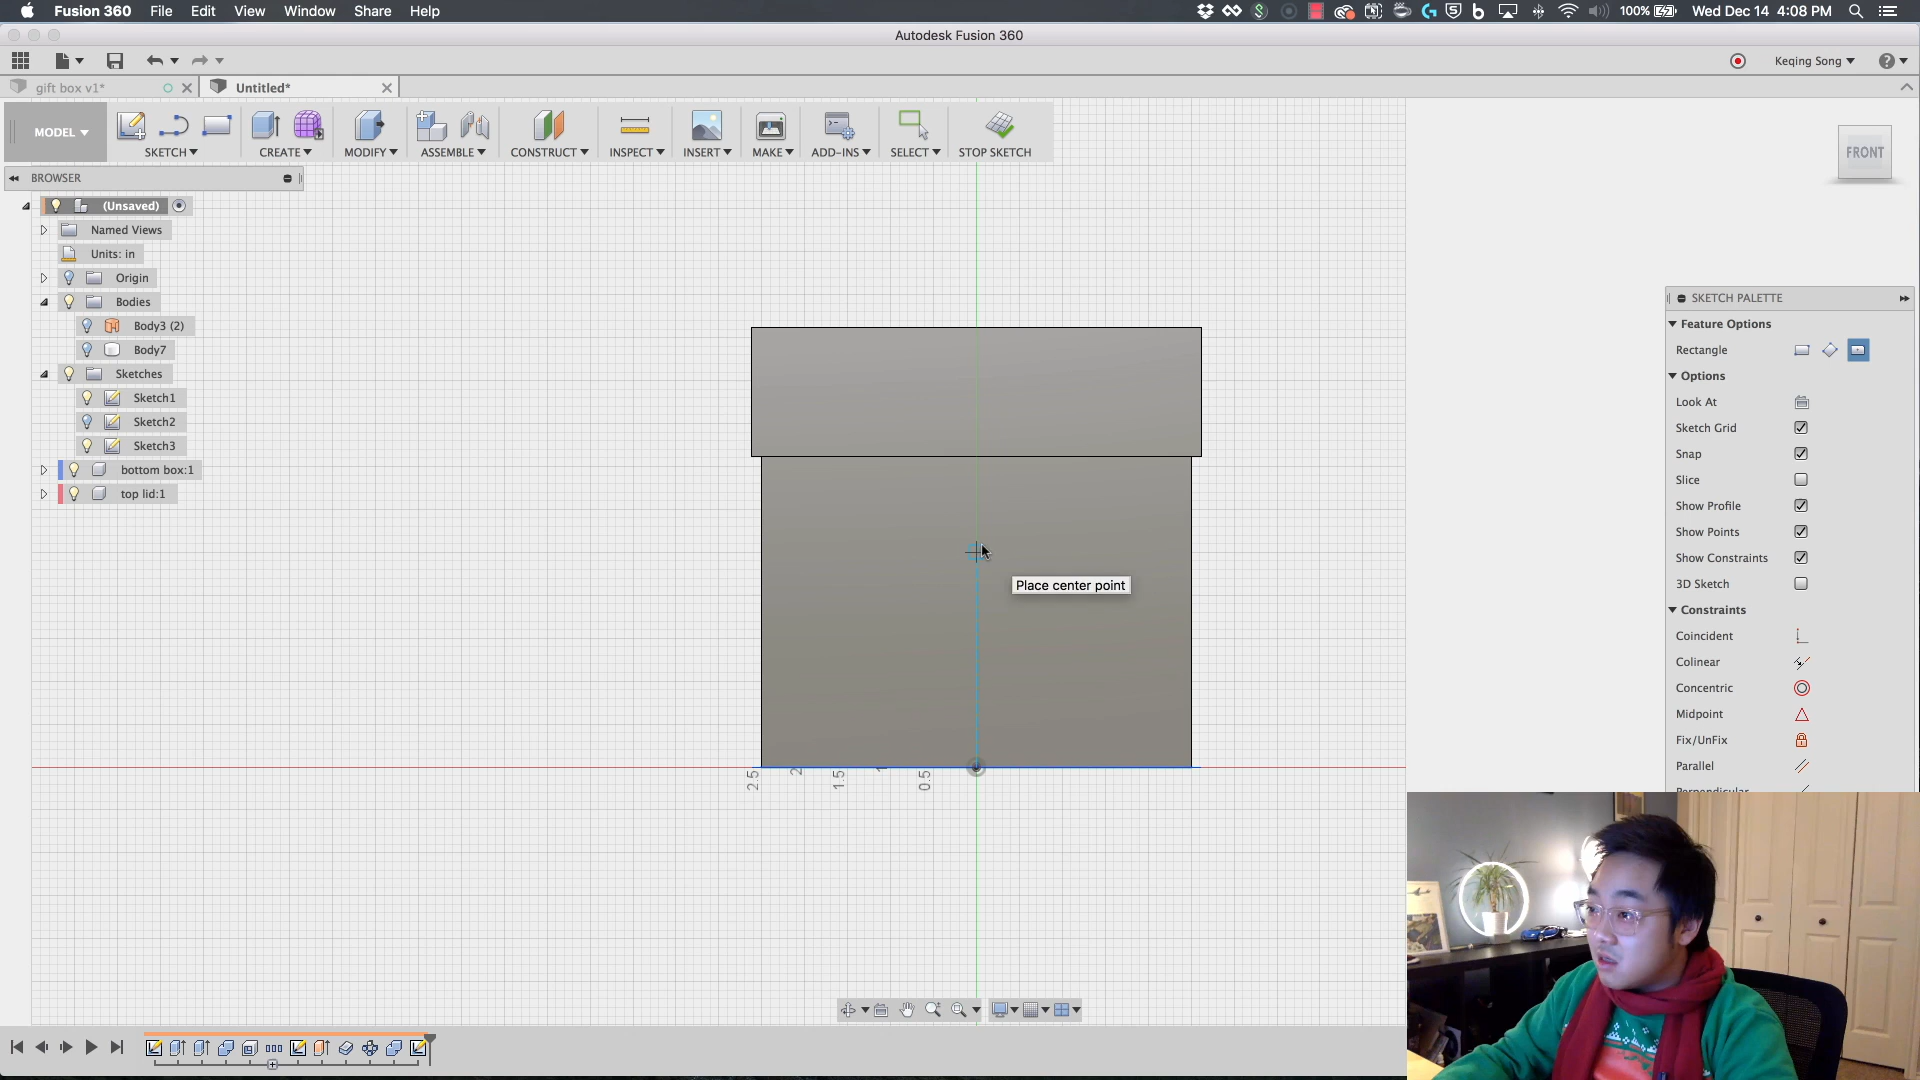 Fusion 360 File Edit View Window Share Help
100% Wed Dec 14 4:08 PM
Autodesk Fusion 360
Keqing Song
gift box v1*
Untitled*
MODEL
SKETCH CREATE MODIFY ASSEMBLE CONSTRUCT INSPECT INSERT MAKE ADD-INS SELECT STOP SKETCH
FRONT
BROWSER
(Unsaved)
Named Views
Units: in
Origin
Bodies
Body3 (2)
Body7
Sketches
Sketch1
Sketch2
Sketch3
bottom box:1
top lid:1
Place center point
2.5 2 1.5 1 0.5
SKETCH PALETTE
Feature Options
Rectangle
Options
Look At
Sketch Grid
Snap
Slice
Show Profile
Show Points
Show Constraints
3D Sketch
Constraints
Coincident
Colinear
Concentric
Midpoint
Fix/UnFix
Parallel
Perpendicular